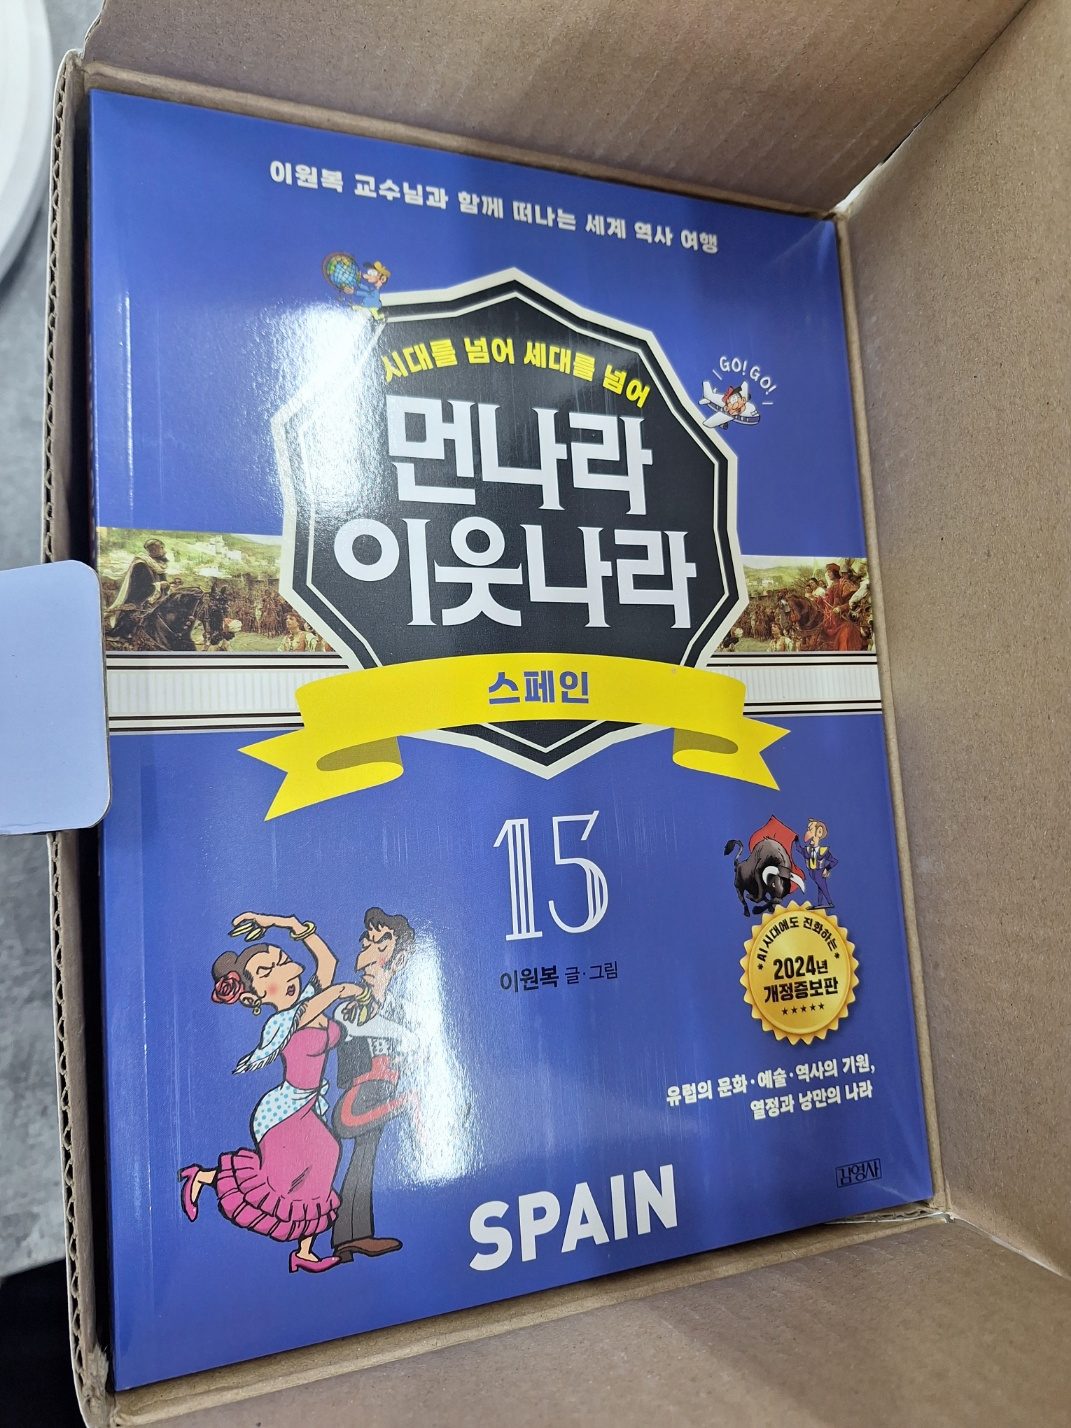 이원복 교수님과 함께 떠나는 세계 역사 여행
GO! GO!
시대를 넘어 세대를 넘어
먼나라
이웃나라
스페인
15
이원복 글·그림
AI 시대에도 진화하는
2024년
개정증보판
유럽의 문화·예술·역사의 기원,
열정과 낭만의 나라
김영사
SPAIN